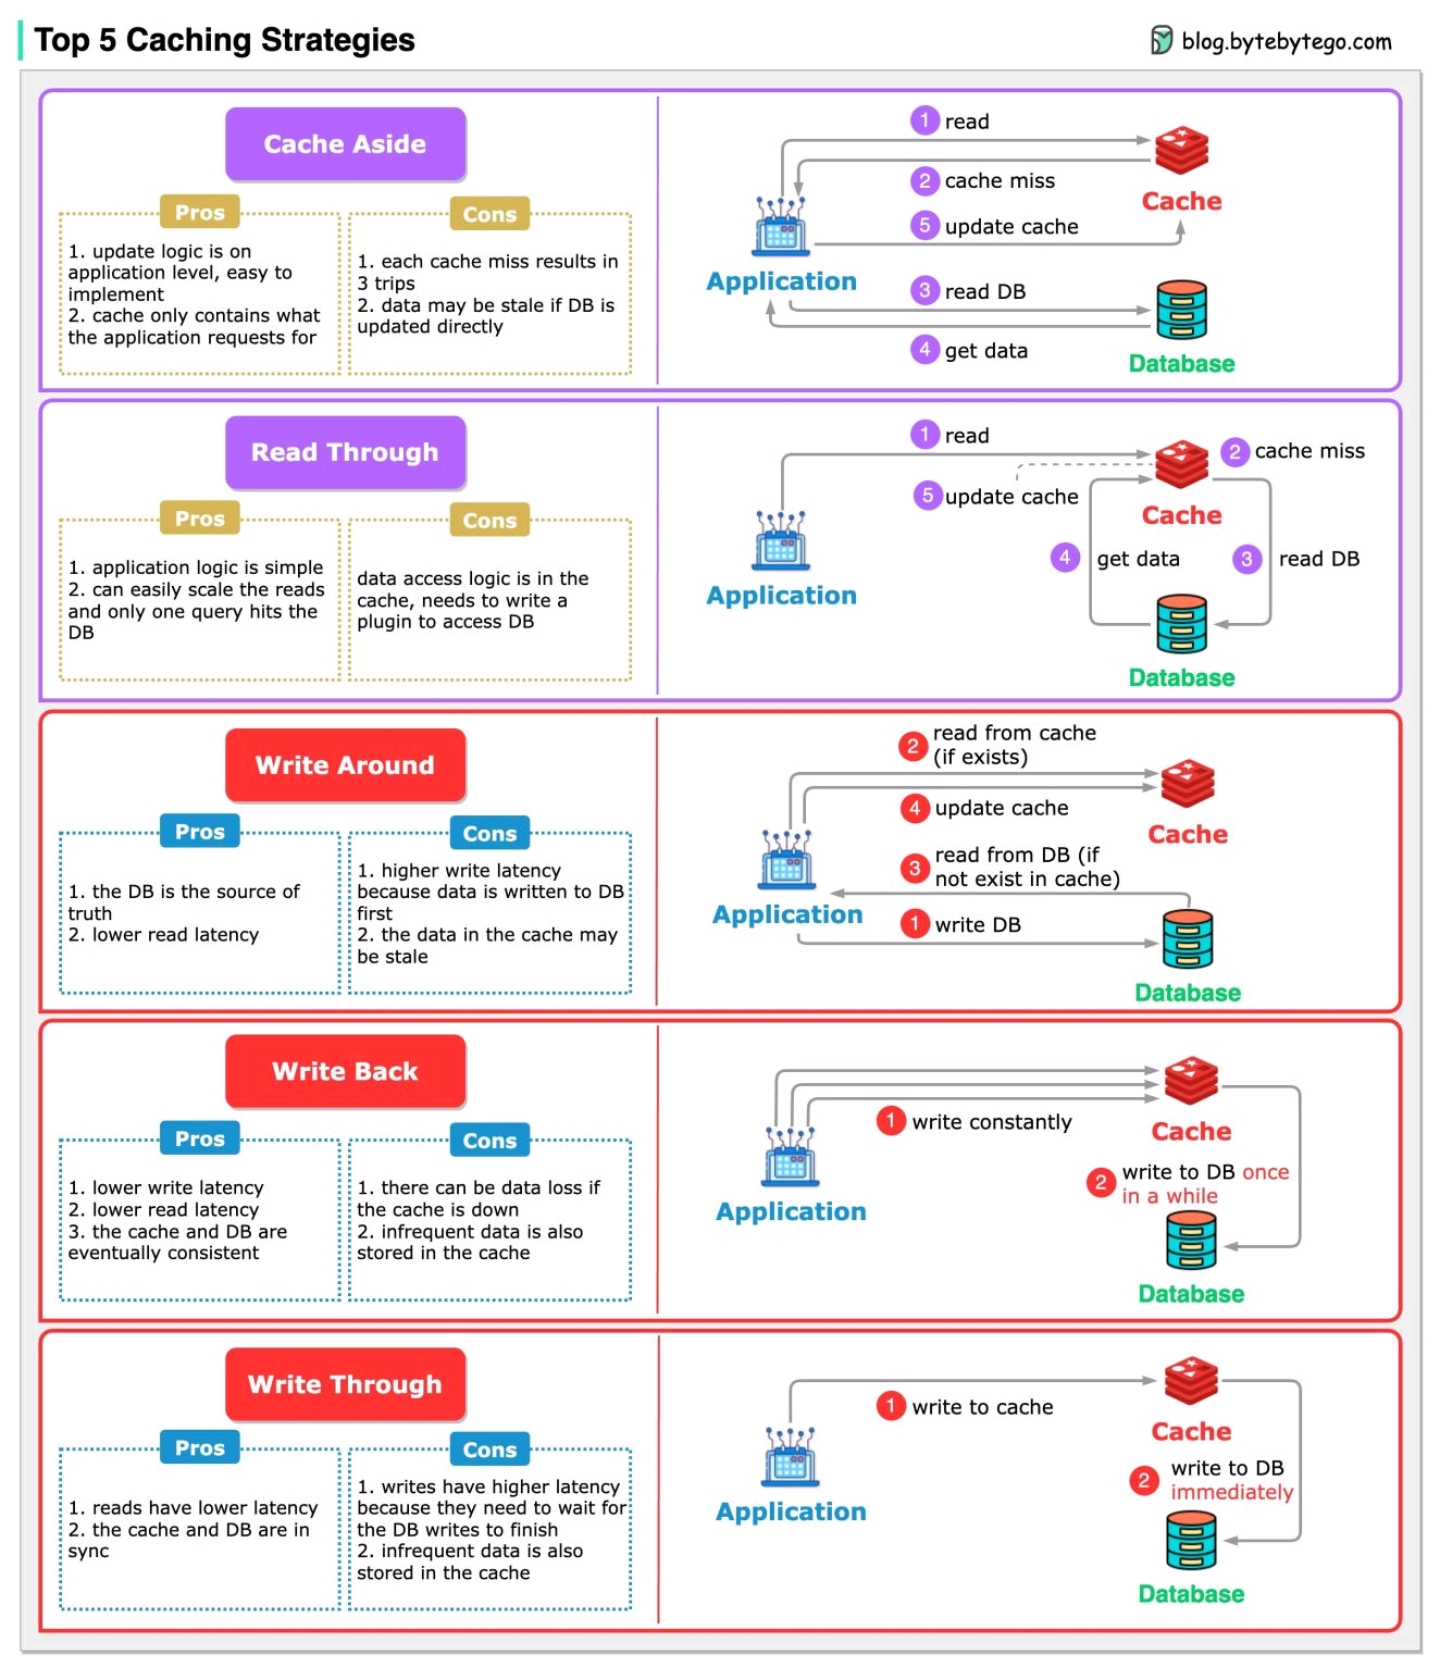 Top 5 Caching Strategies
blog.bytebytego.com
Cache Aside
Pros
1. update logic is on
application level, easy to
implement
2. cache only contains what
the application requests for
Cons
1. each cache miss results in
3 trips
2. data may be stale if DB is
updated directly
1 read
2 cache miss
5 update cache
3 read DB
4 get data
Application
Cache
Database
Read Through
Pros
1. application logic is simple
2. can easily scale the reads
and only one query hits the
DB
Cons
data access logic is in the
cache, needs to write a
plugin to access DB
1 read
2 cache miss
5 update cache
4 get data
3 read DB
Application
Cache
Database
Write Around
Pros
1. the DB is the source of
truth
2. lower read latency
Cons
1. higher write latency
because data is written to DB
first
2. the data in the cache may
be stale
2 read from cache
(if exists)
4 update cache
3 read from DB (if
not exist in cache)
1 write DB
Application
Cache
Database
Write Back
Pros
1. lower write latency
2. lower read latency
3. the cache and DB are
eventually consistent
Cons
1. there can be data loss if
the cache is down
2. infrequent data is also
stored in the cache
1 write constantly
2 write to DB once
in a while
Application
Cache
Database
Write Through
Pros
1. reads have lower latency
2. the cache and DB are in
sync
Cons
1. writes have higher latency
because they need to wait for
the DB writes to finish
2. infrequent data is also
stored in the cache
1 write to cache
2 write to DB
immediately
Application
Cache
Database